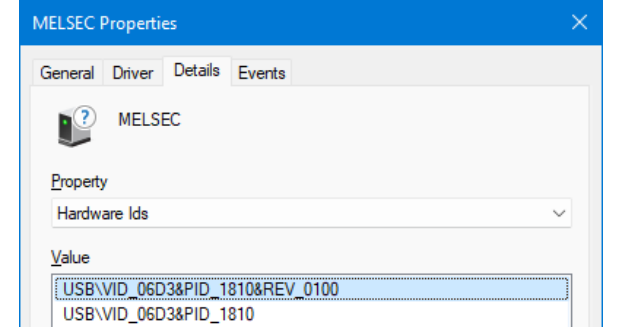 MELSEC Properties
General Driver Details Events
MELSEC
Property
Hardware Ids
Value
USB\VID_06D3&PID_1810&REV_0100
USB\VID_06D3&PID_1810